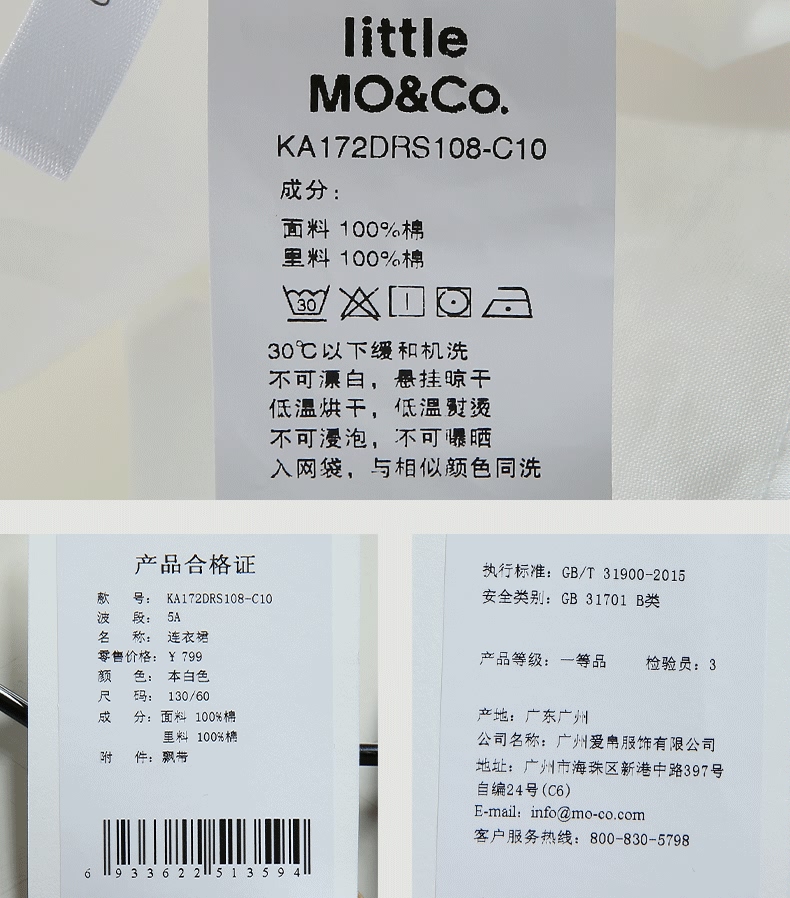 little
MO&Co.
KA172DRS108-C10
成分：
面料 100%棉
里料 100%棉
30
30℃以下缓和机洗
不可漂白，悬挂晾干
低温烘干，低温熨烫
不可浸泡，不可曝晒
入网袋，与相似颜色同洗
产品合格证
款 号： KA172DRS108-C10
波 段： 5A
名 称： 连衣裙
零售价格：￥799
颜 色： 本白色
尺 码： 130/60
成 分：面料 100%棉
里料 100%棉
附 件：飘带
6 933622 513594
执行标准：GB/T 31900-2015
安全类别：GB 31701 B类
产品等级：一等品 检验员：3
产地：广东广州
公司名称：广州爱帛服饰有限公司
地址：广州市海珠区新港中路397号
自编24号(C6)
E-mail: info@mo-co.com
客户服务热线：800-830-5798